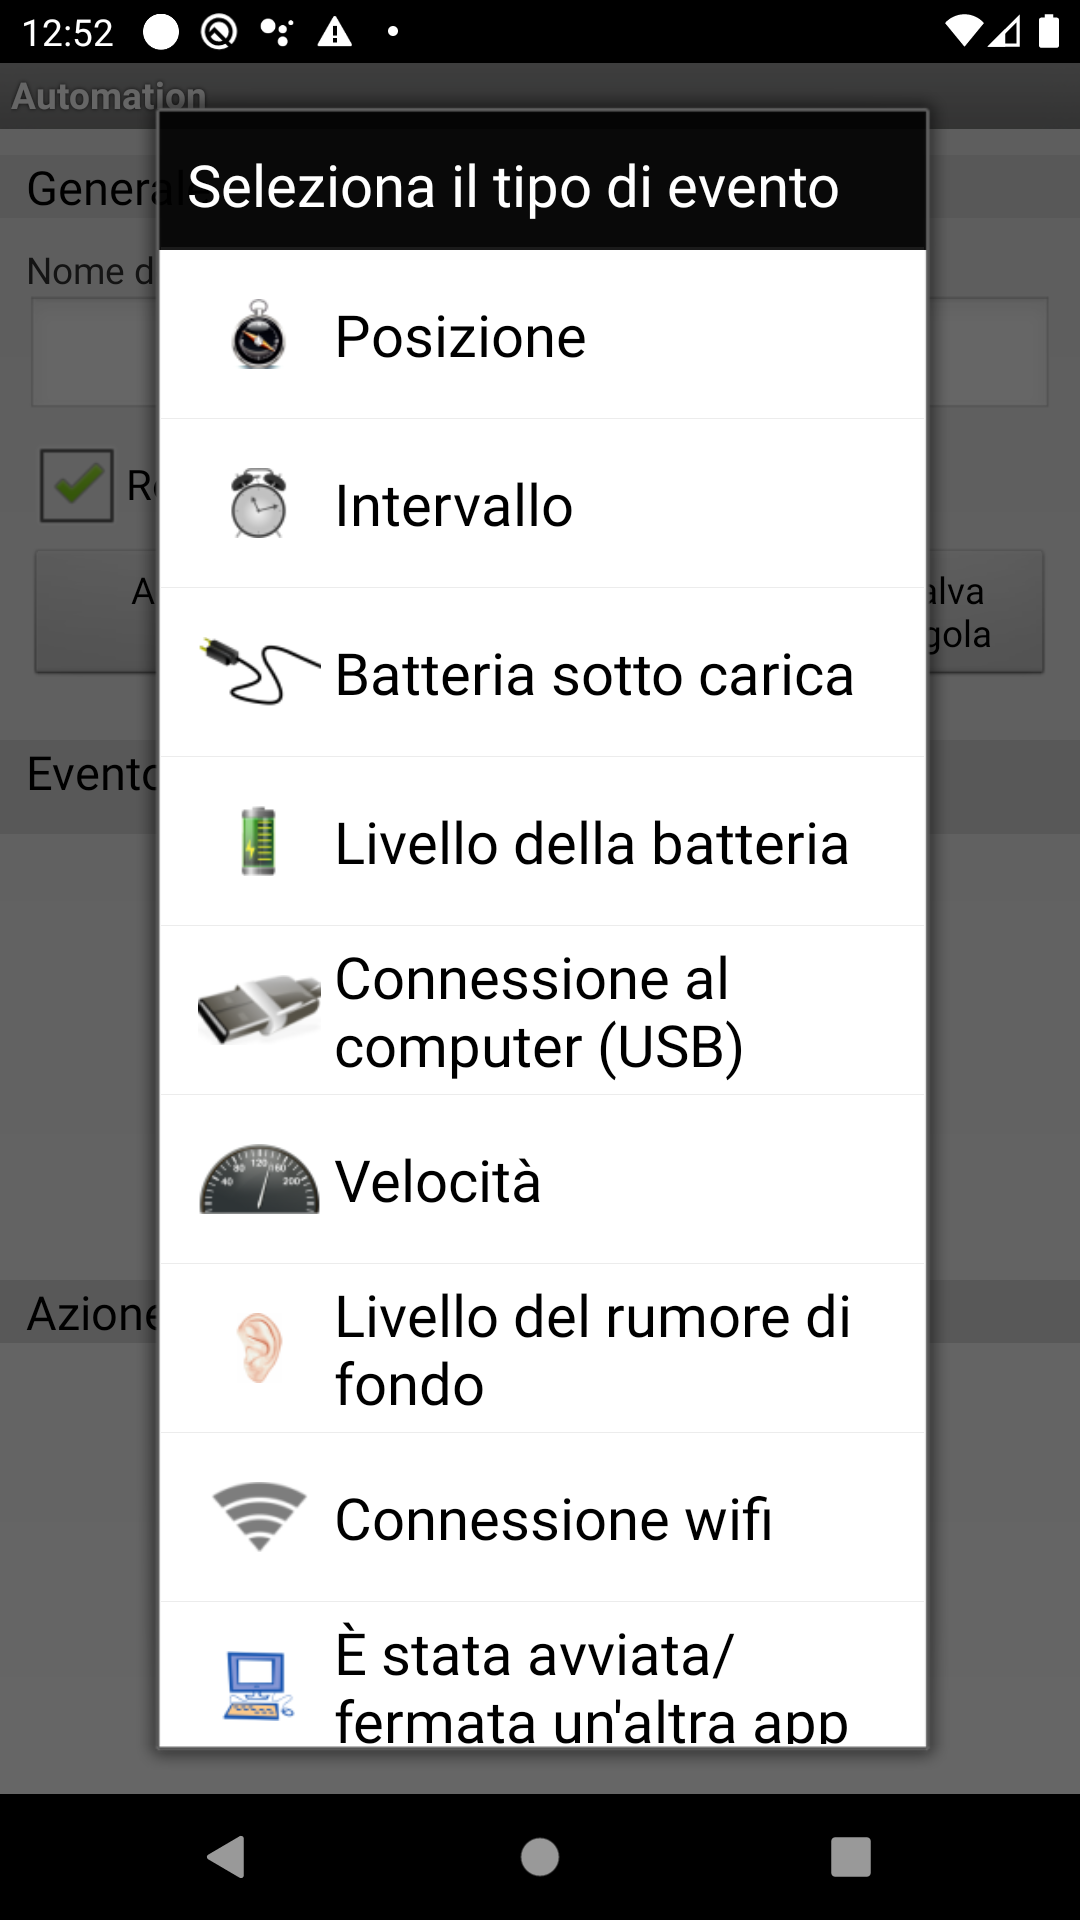 12:52
Automation
General
Seleziona il tipo di evento
Nome d
Posizione
Intervallo
Batteria sotto carica
alva
gola
Evento
Livello della batteria
Connessione al
computer (USB)
40 80 120 160 200
Velocità
Azione
Livello del rumore di
fondo
Connessione wifi
È stata avviata/
fermata un'altra app